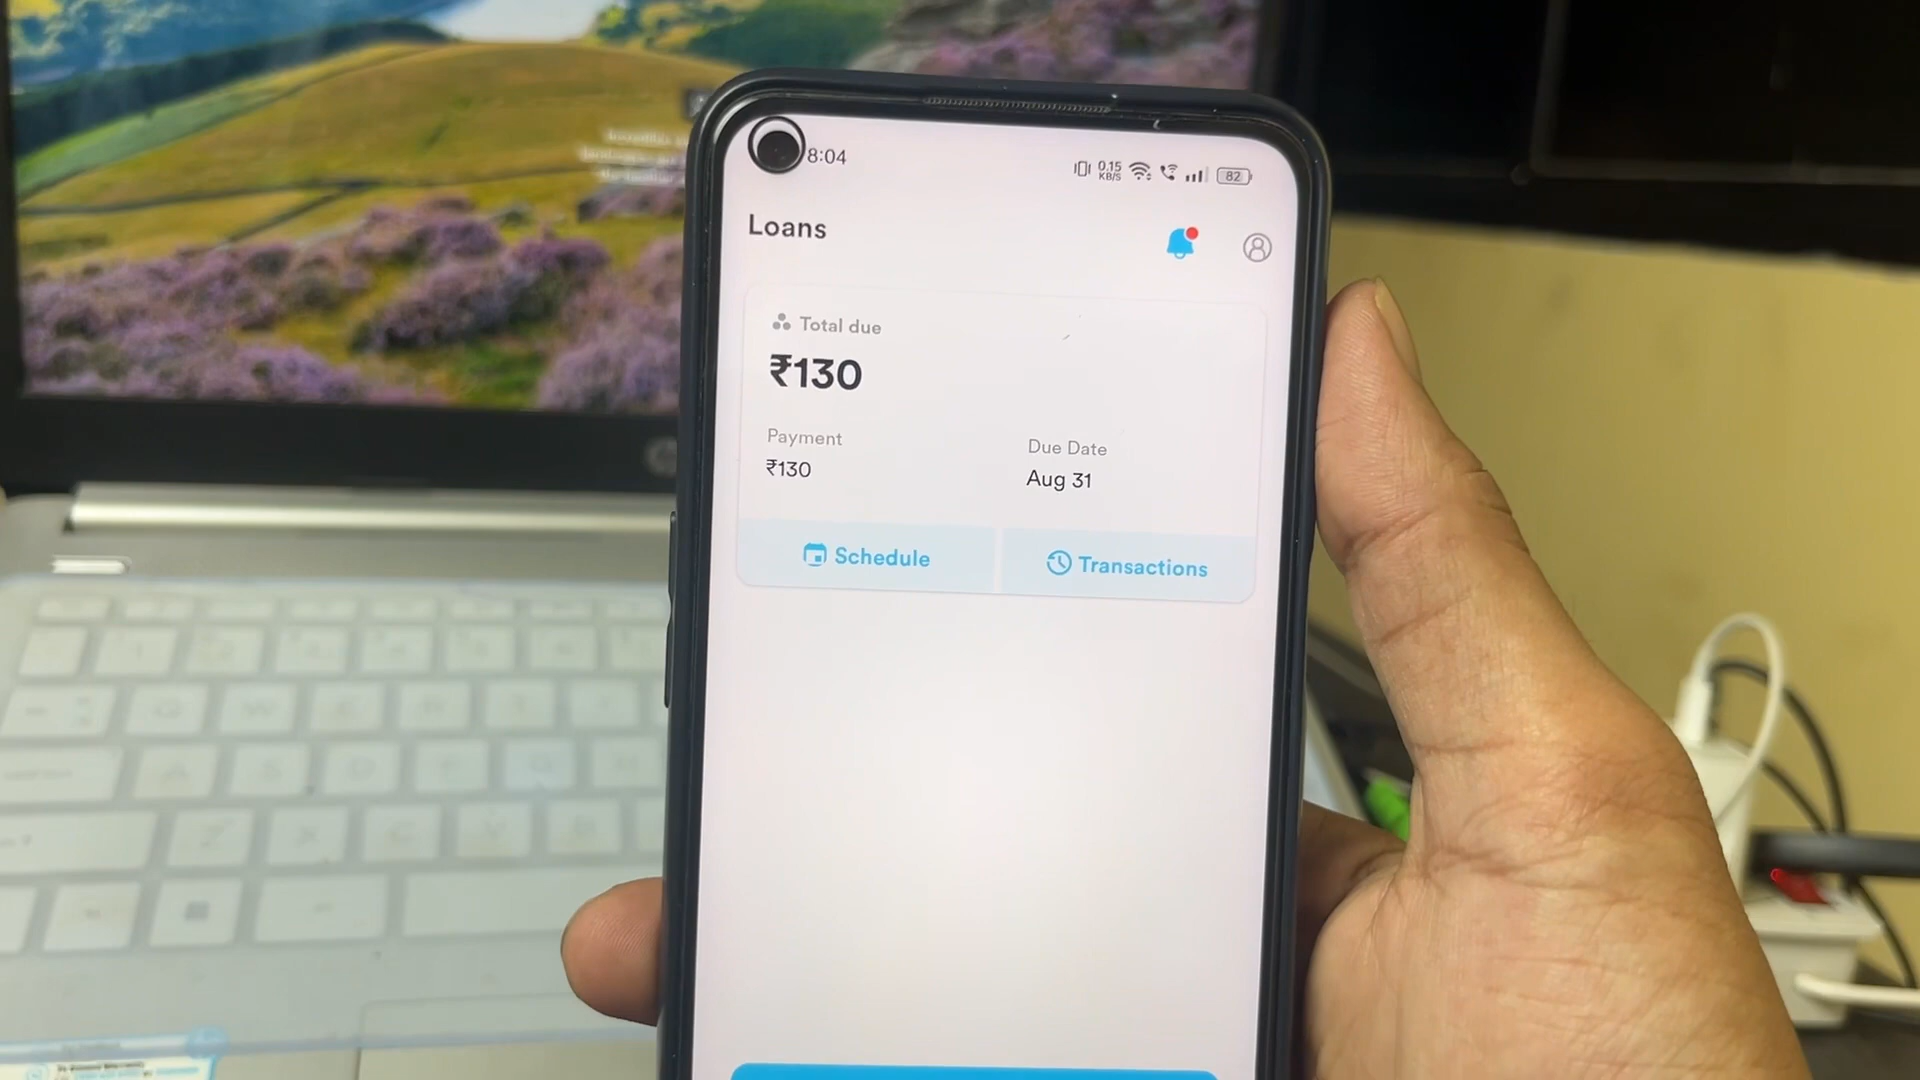 8:04
0.15
KB/S
82
Loans
Total due
₹130
Payment
₹130
Due Date
Aug 31
Schedule
Transactions